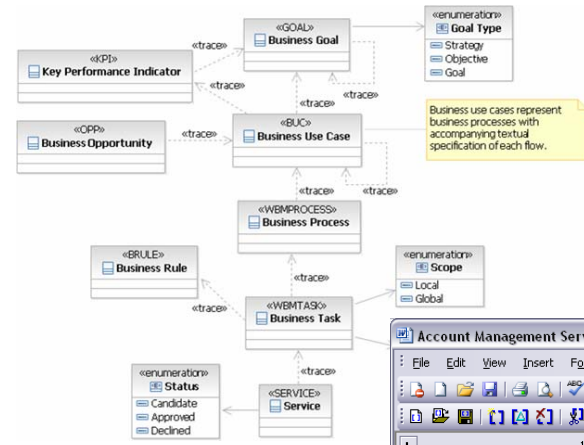 «GOAL»
Business Goal
«enumeration»
Goal Type
Strategy
Objective
Goal
«trace»
«KPI»
Key Performance Indicator
«trace»
«trace»
«trace»
«OPP»
Business Opportunity
«trace»
«BUC»
Business Use Case
Business use cases represent
business processes with
accompanying textual
specification of each flow.
«trace»
«trace»
«WBMPROCESS»
Business Process
«BRULE»
Business Rule
«trace»
«enumeration»
Scope
Local
Global
«trace»
«WBMTASK»
Business Task
«trace»
«enumeration»
Status
Candidate
Approved
Declined
«SERVICE»
Service
Account Management Serv
File Edit View Insert Fo
ABC